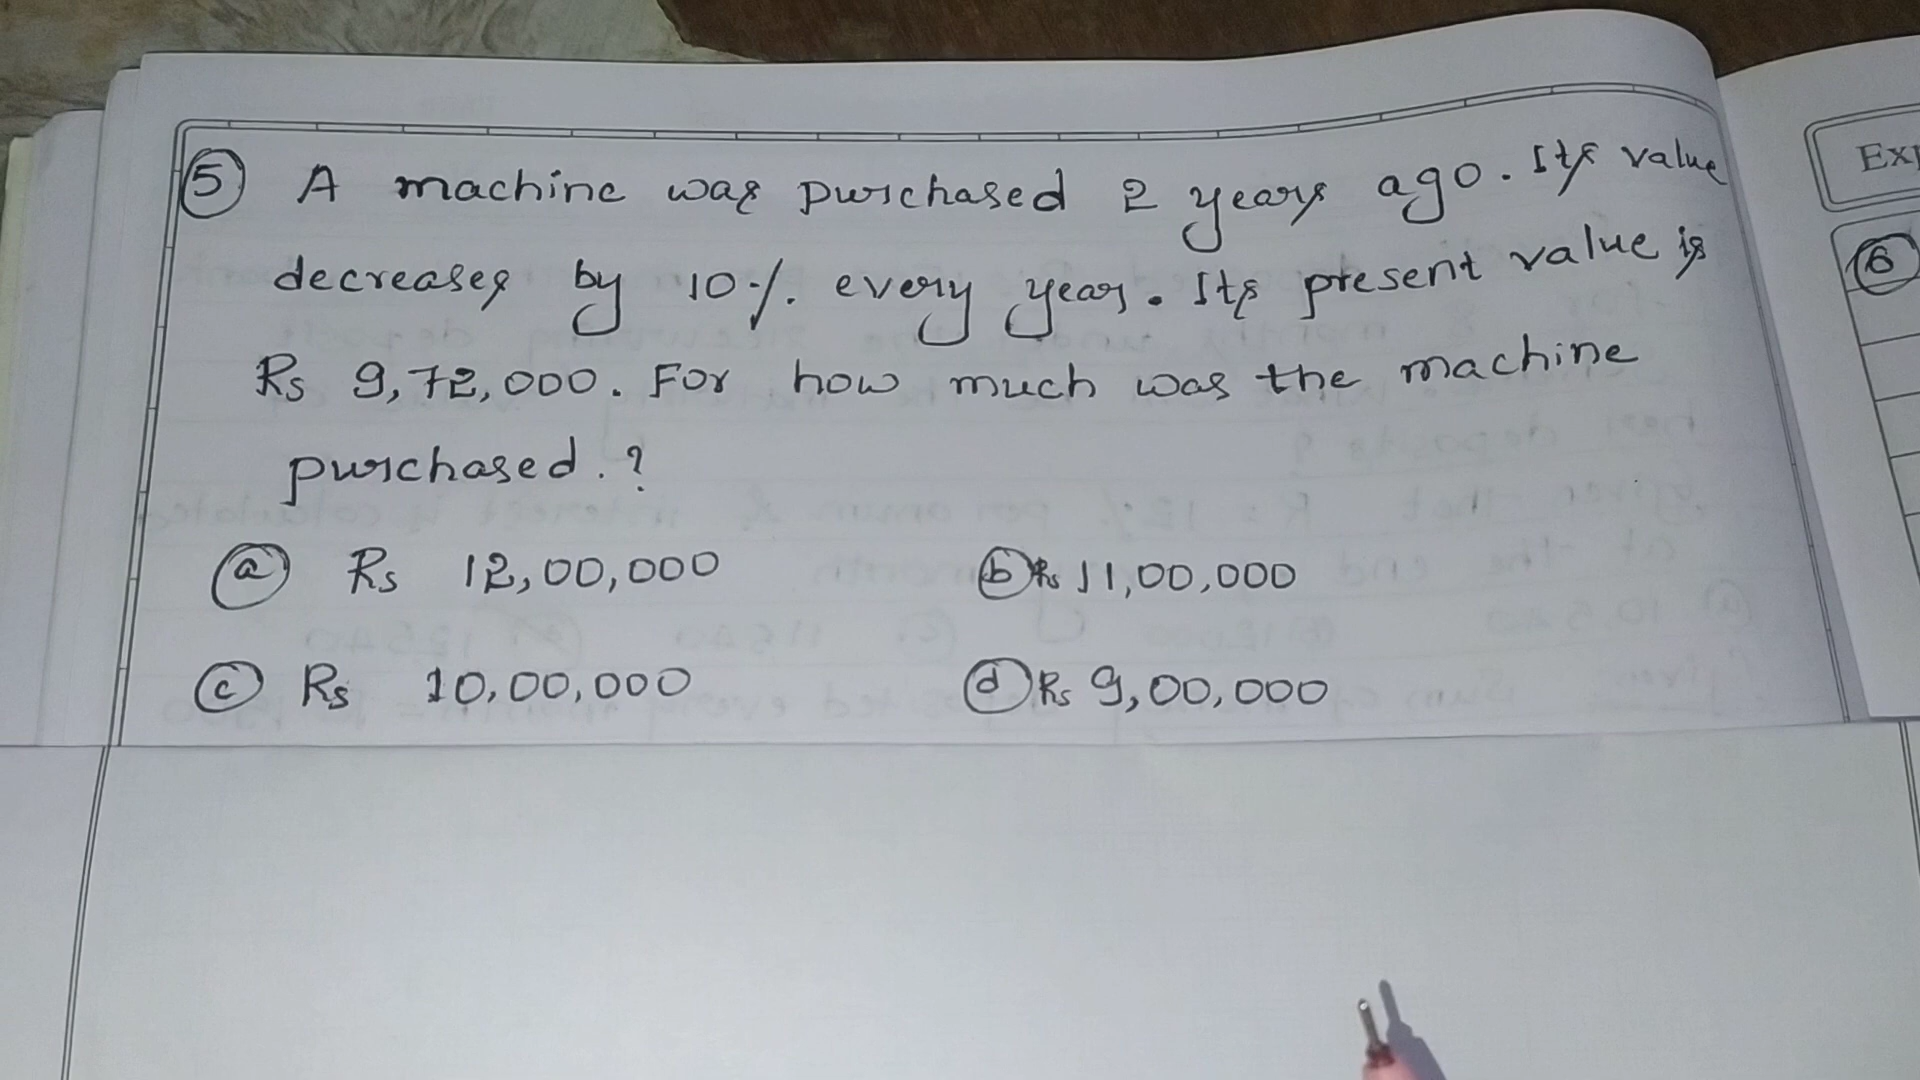 5 A machine was purchased 2 years ago. Its value
decreases by 10%. every year. Its present value is
Rs 9,72,000. For how much was the machine
purchased.?
a Rs 12,00,000 b Rs 11,00,000
c Rs 10,00,000 d Rs 9,00,000
Exp
6